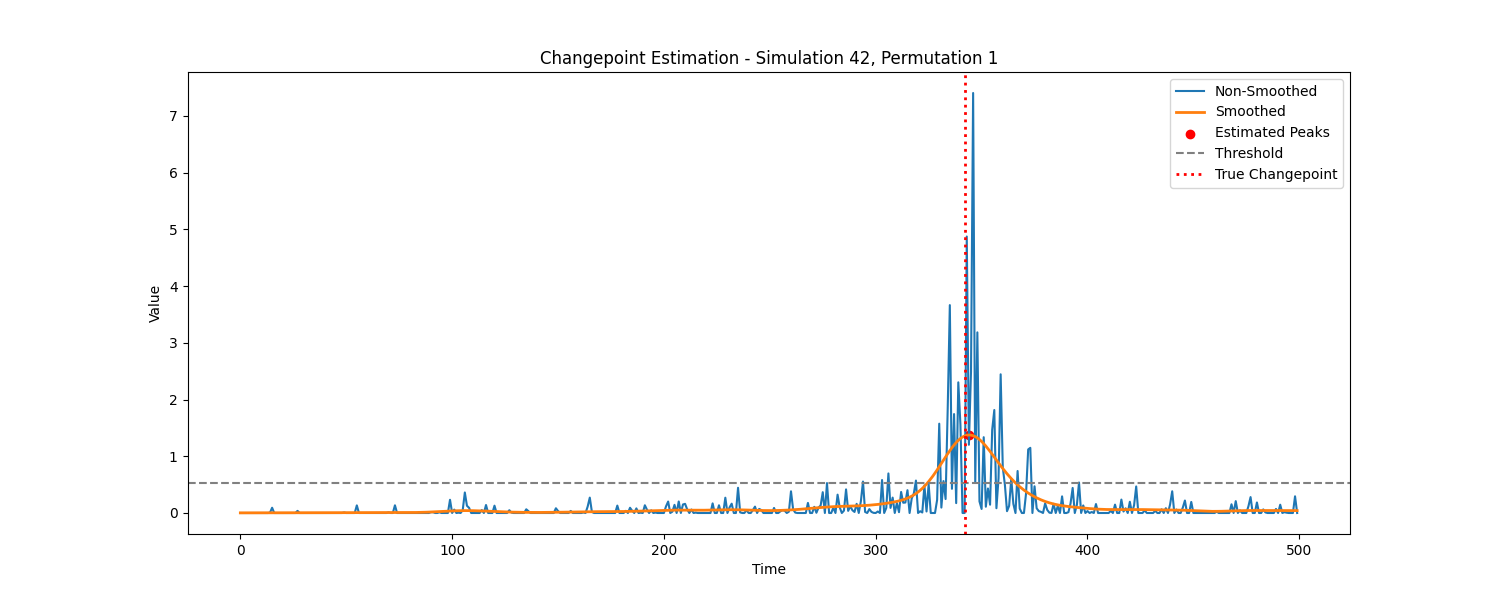 Changepoint Estimation - Simulation 42, Permutation 1
Non-Smoothed
Smoothed
Estimated Peaks
Threshold
True Changepoint
Value
7
6
5
4
3
2
1
0
0 100 200 300 400 500
Time